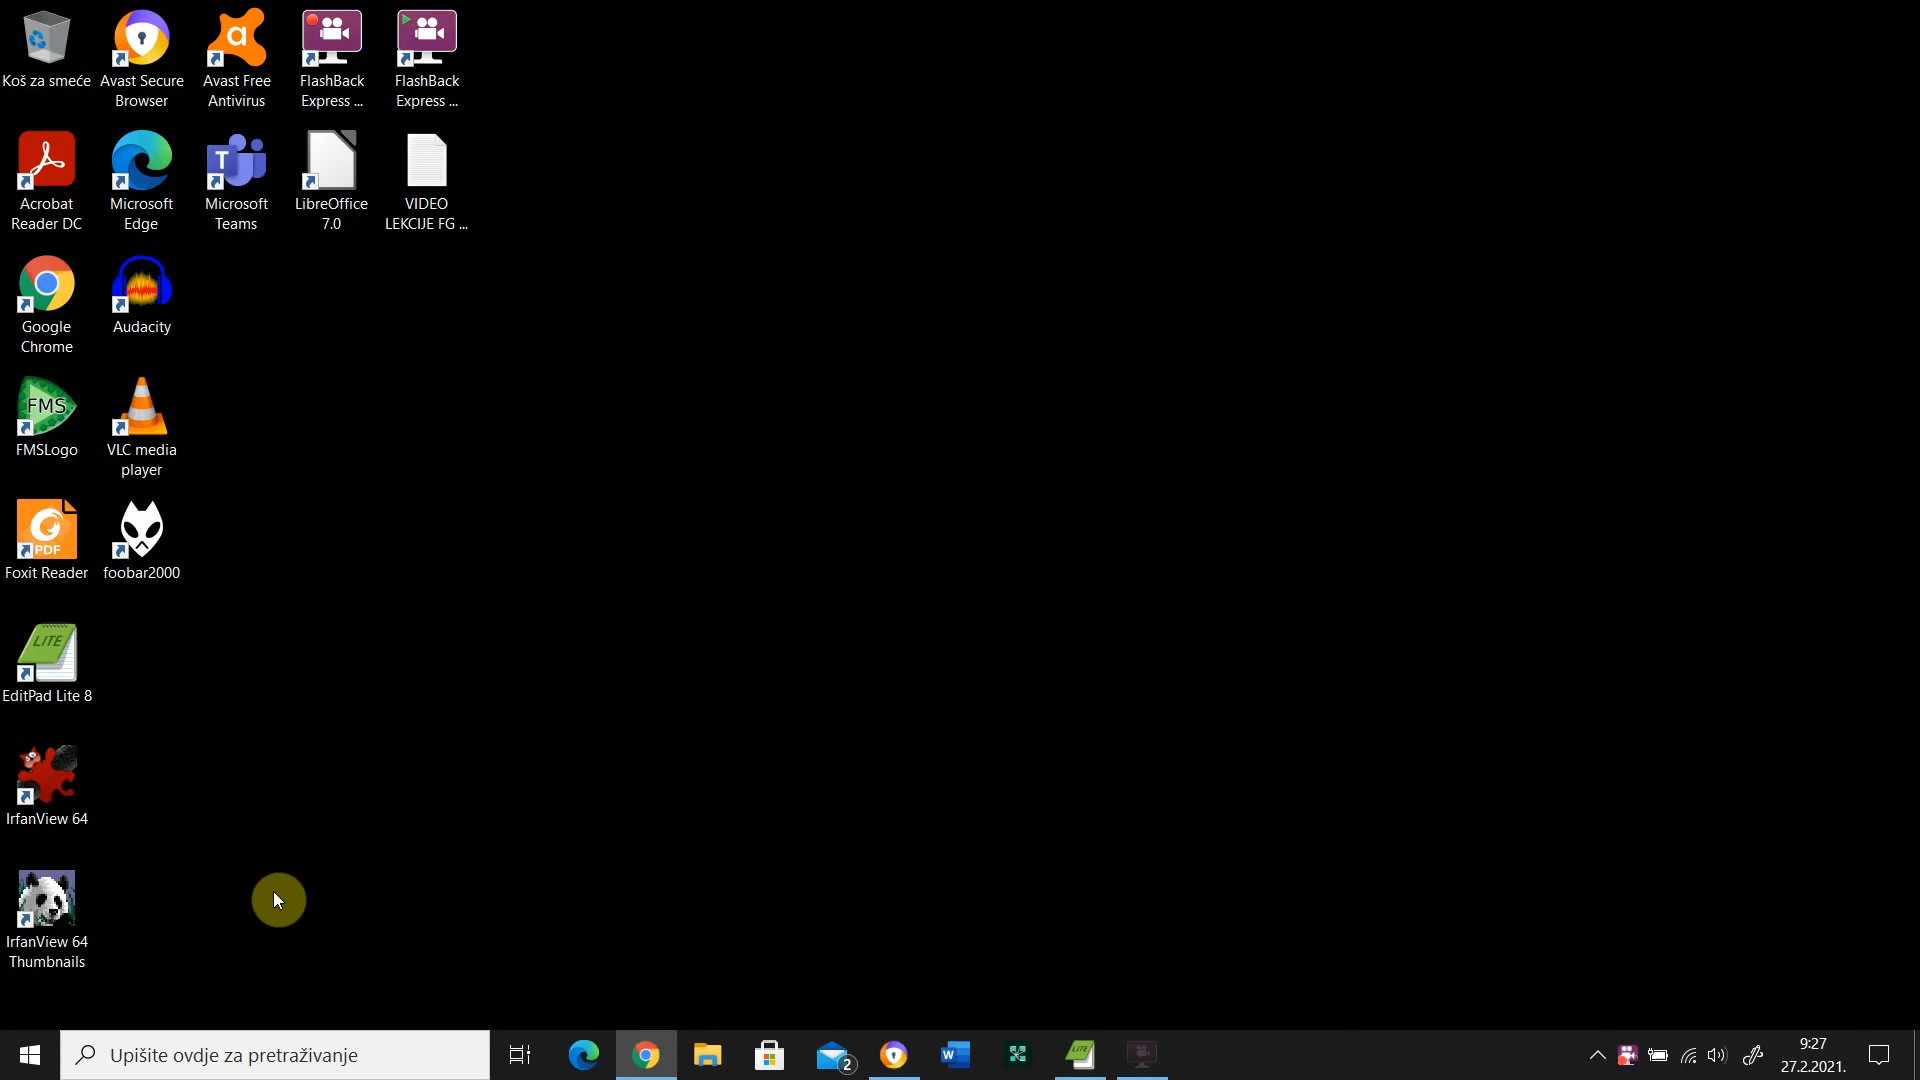 Koš za smeće
Avast Secure
Browser
Avast Free
Antivirus
FlashBack
Express ...
FlashBack
Express ...
Acrobat
Reader DC
Microsoft
Edge
T
Microsoft
Teams
LibreOffice
7.0
VIDEO
LEKCIJE FG ...
Google
Chrome
Audacity
FMS
FMSLogo
VLC media
player
PDF
Foxit Reader
foobar2000
LITE
EditPad Lite 8
IrfanView 64
IrfanView 64
Thumbnails
Upišite ovdje za pretraživanje
2
W
LITE
9:27
27.2.2021.